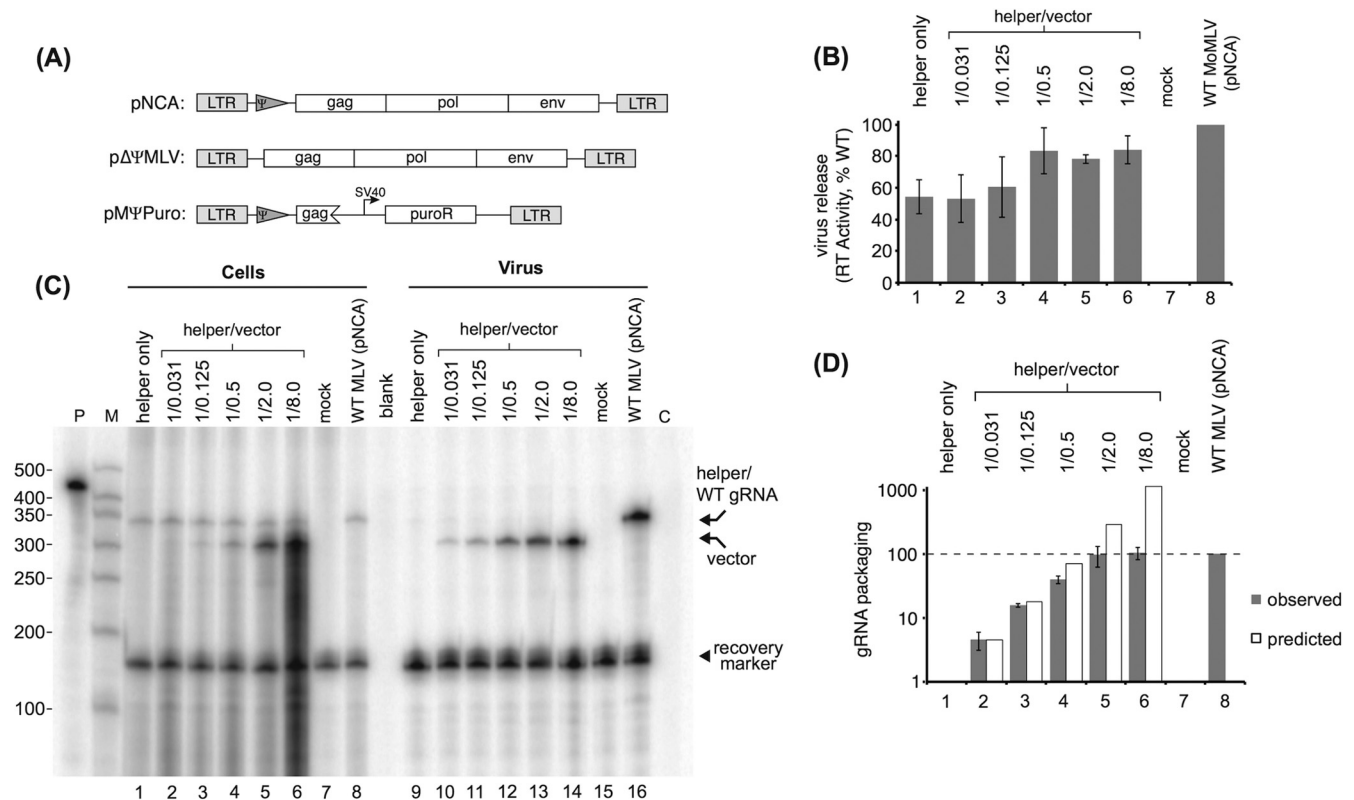 (A)
pNCA: LTR Ψ gag pol env LTR
pΔΨMLV: LTR gag pol env LTR
SV40
pMΨPuro: LTR Ψ gag puroR LTR
(B)
helper/vector
helper only 1/0.031 1/0.125 1/0.5 1/2.0 1/8.0 mock WT MoMLV (pNCA)
virus release
(RT Activity, % WT)
100
80
60
40
20
0
1 2 3 4 5 6 7 8
(C)
Cells Virus
helper/vector helper/vector
P M helper only 1/0.031 1/0.125 1/0.5 1/2.0 1/8.0 mock WT MLV (pNCA) blank helper only 1/0.031 1/0.125 1/0.5 1/2.0 1/8.0 mock WT MLV (pNCA) C
500-
400-
350-
300-
250-
200-
100-
helper/
WT gRNA
vector
recovery
marker
1 2 3 4 5 6 7 8 9 10 11 12 13 14 15 16
(D)
helper/vector
helper only 1/0.031 1/0.125 1/0.5 1/2.0 1/8.0 mock WT MLV (pNCA)
gRNA packaging
1000
100
10
1
1 2 3 4 5 6 7 8
observed
predicted